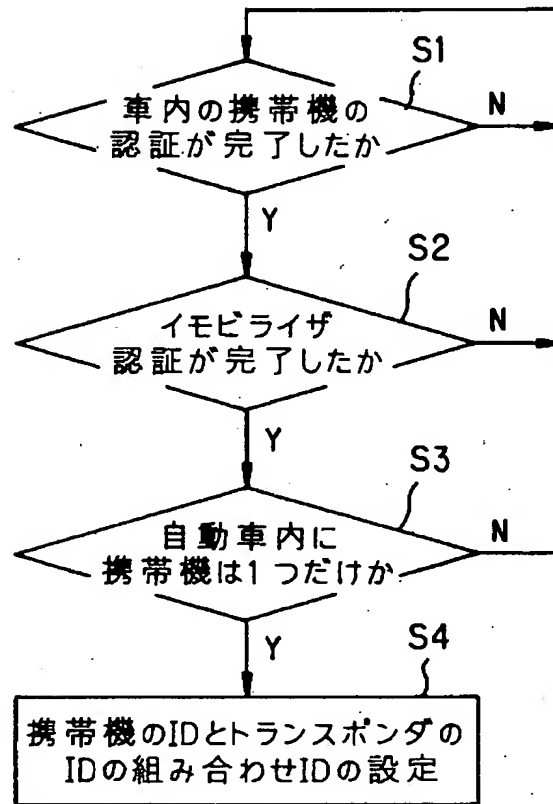 S1
車内の携帯機の
認証が完了したか
N
Y
S2
イモビライザ
認証が完了したか
N
Y
S3
自動車内に
携帯機は1つだけか
N
Y
S4
携帯機のIDとトランスポンダの
IDの組み合わせIDの設定